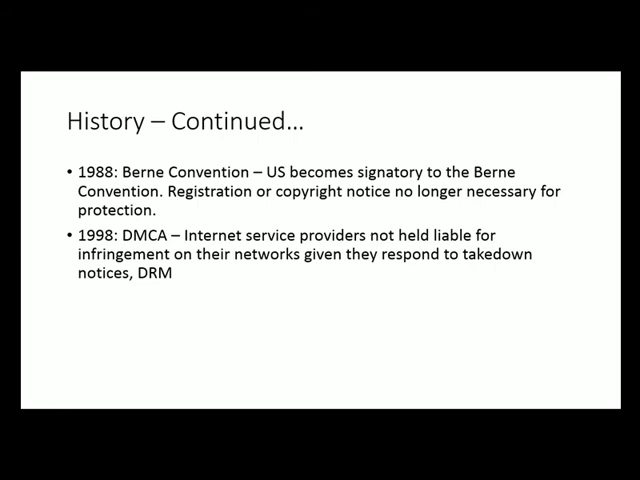 History – Continued…
• 1988: Berne Convention – US becomes signatory to the Berne
Convention. Registration or copyright notice no longer necessary for
protection.
• 1998: DMCA – Internet service providers not held liable for
infringement on their networks given they respond to takedown
notices, DRM